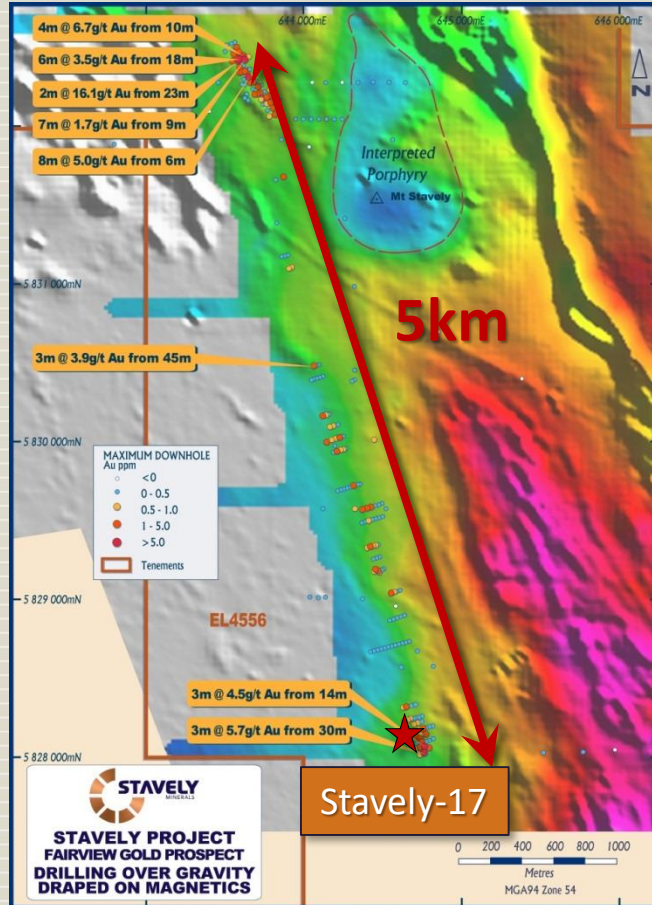 644 000mE
645 000mE
646 000mE
4m @ 6.7g/t Au from 10m
6m @ 3.5g/t Au from 18m
2m @ 16.1g/t Au from 23m
7m @ 1.7g/t Au from 9m
8m @ 5.0g/t Au from 6m
N
Interpreted
Porphyry
Mt Stavely
5 831 000mN
5km
3m @ 3.9g/t Au from 45m
5 830 000mN
MAXIMUM DOWNHOLE
Au ppm
<0
0 - 0.5
0.5 - 1.0
1 - 5.0
>5.0
Tenements
5 829 000mN
EL4556
3m @ 4.5g/t Au from 14m
3m @ 5.7g/t Au from 30m
5 828 000mN
Stavely-17
STAVELY
MINERALS
STAVELY PROJECT
FAIRVIEW GOLD PROSPECT
DRILLING OVER GRAVITY
DRAPED ON MAGNETICS
0 200 400 600 800 1000
Metres
MGA94 Zone 54